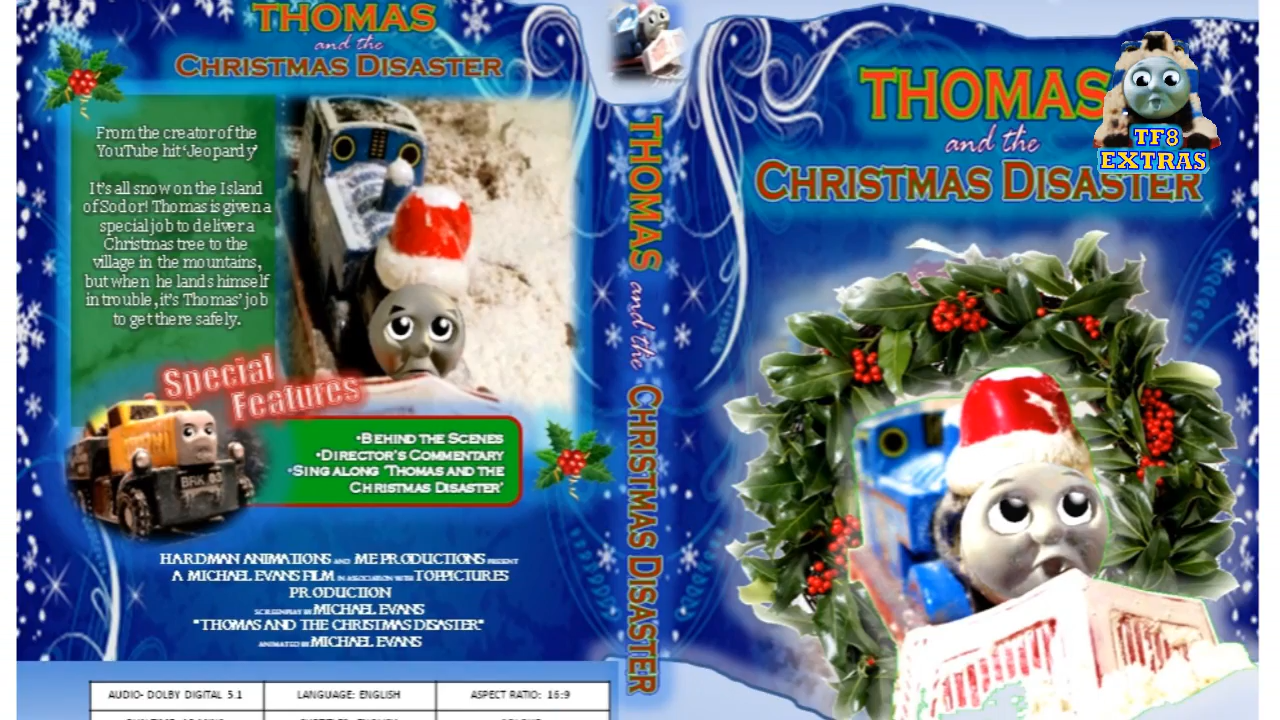 THOMAS
and the
CHRISTMAS DISASTER
From the creator of the
YouTube hit 'Jeopardy'
It's all snow on the Island
of Sodor! Thomas is given a
special job to deliver a
Christmas tree to the
village in the mountains,
but when he lands himself
in trouble, it's Thomas' job
to get there safely.
Special
Features
BRK 83
•BEHIND THE SCENES
•DIRECTOR'S COMMENTARY
•SING ALONG 'THOMAS AND THE
CHRISTMAS DISASTER'
HARDMAN ANIMATIONS AND ME PRODUCTIONS PRESENT
A MICHAEL EVANS FILM IN ASSOCIATION WITH TOPPICTURES
PRODUCTION
SCREENPLAY BY MICHAEL EVANS
"THOMAS AND THE CHRISTMAS DISASTER"
ANIMATED BY MICHAEL EVANS
AUDIO- DOLBY DIGITAL 5.1 LANGUAGE: ENGLISH ASPECT RATIO: 16:9
THOMAS and the CHRISTMAS DISASTER
THOMAS
and the
CHRISTMAS DISASTER
TF8
EXTRAS